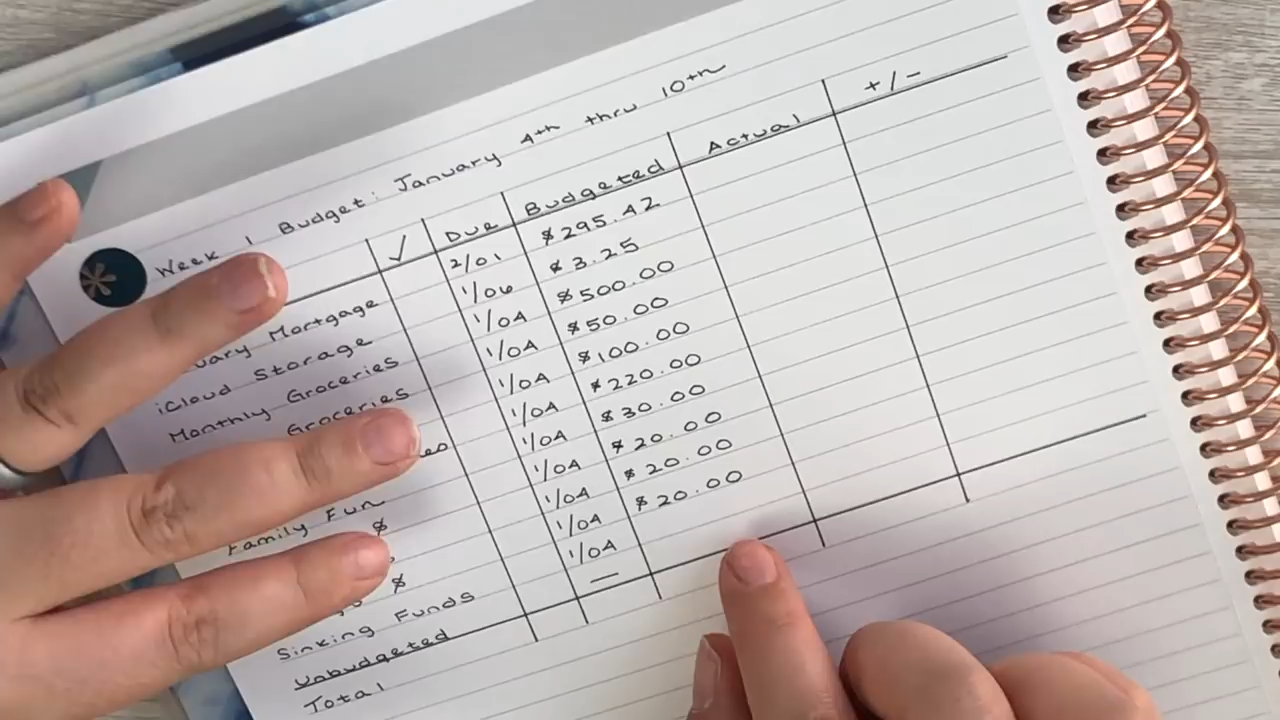 Week 1 Budget: January 4th thru 10th
✓ Due Budgeted Actual +/-
Mortgage 2/01 $295.42
iCloud Storage 1/06 $3.25
Monthly Groceries 1/04 $500.00
Groceries 1/04 $50.00
1/04 $100.00
1/04 $220.00
Family Fun 1/04 $30.00
$ 1/04 $20.00
1/04 $20.00
$ 1/04 $20.00
Sinking Funds 1/04
Unbudgeted —
Total